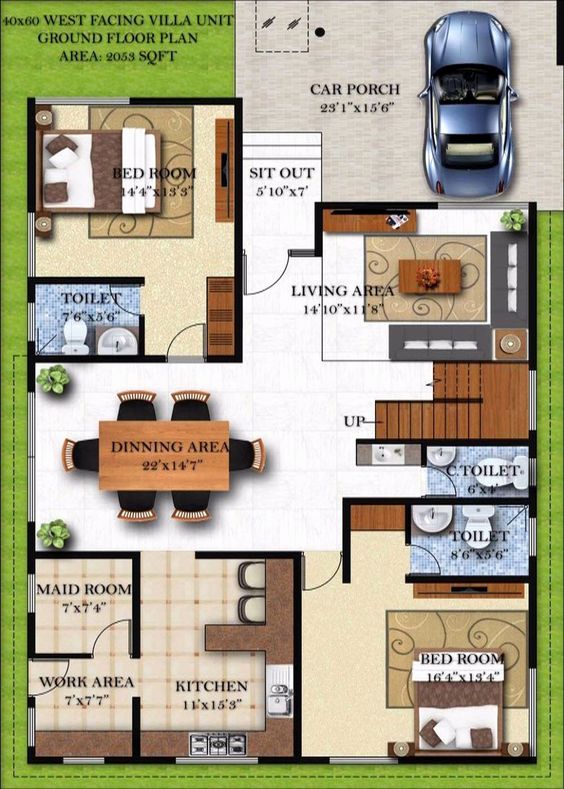 40x60 WEST FACING VILLA UNIT
GROUND FLOOR PLAN
AREA: 2053 SQFT
CAR PORCH
23'1"x15'6"
BED ROOM
14'4"x13'3"
SIT OUT
5'10"x7'
TOILET
7'6"x5'6"
LIVING AREA
14'10"x11'8"
UP
DINNING AREA
22'x14'7"
C.TOILET
6'x4'
TOILET
8'6"x5'6"
MAID ROOM
7'x7'4"
WORK AREA
7'x7'7"
KITCHEN
11'x15'3"
BED ROOM
16'4"x13'4"